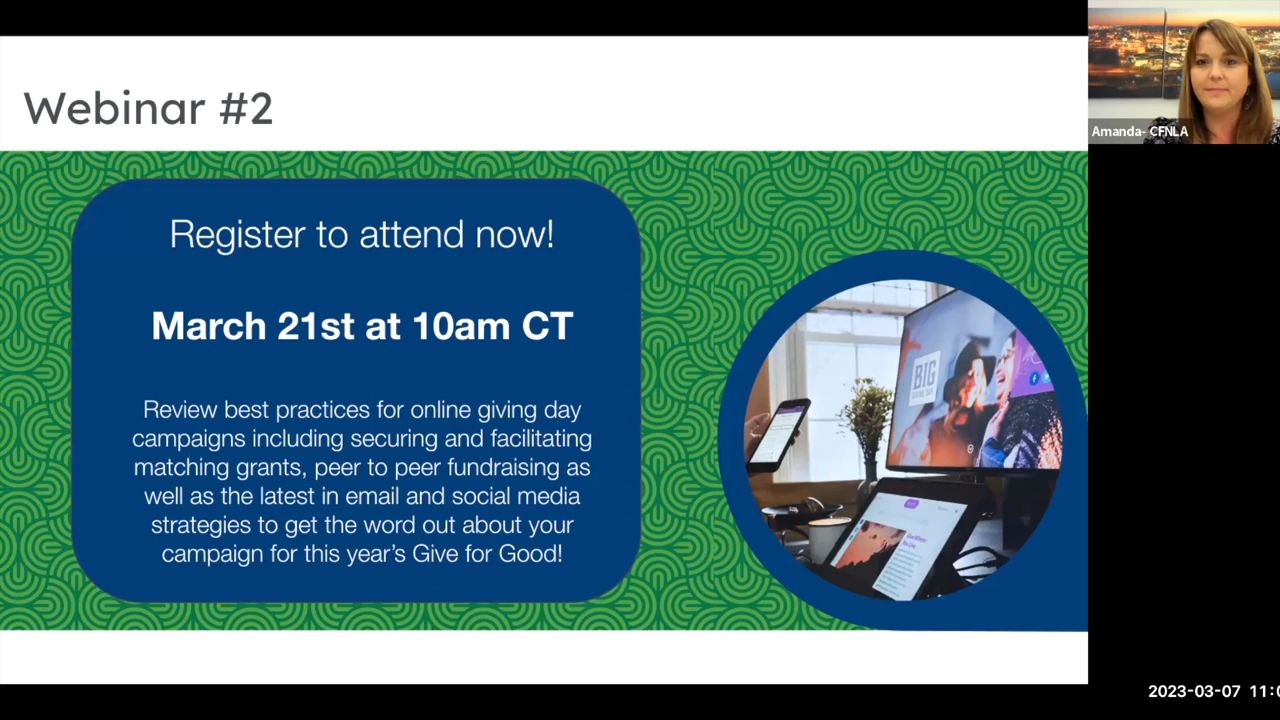 Webinar #2
Register to attend now!
March 21st at 10am CT
Review best practices for online giving day
campaigns including securing and facilitating
matching grants, peer to peer fundraising as
well as the latest in email and social media
strategies to get the word out about your
campaign for this year’s Give for Good!
BIG
Amanda- CFNLA
2023-03-07 11:0